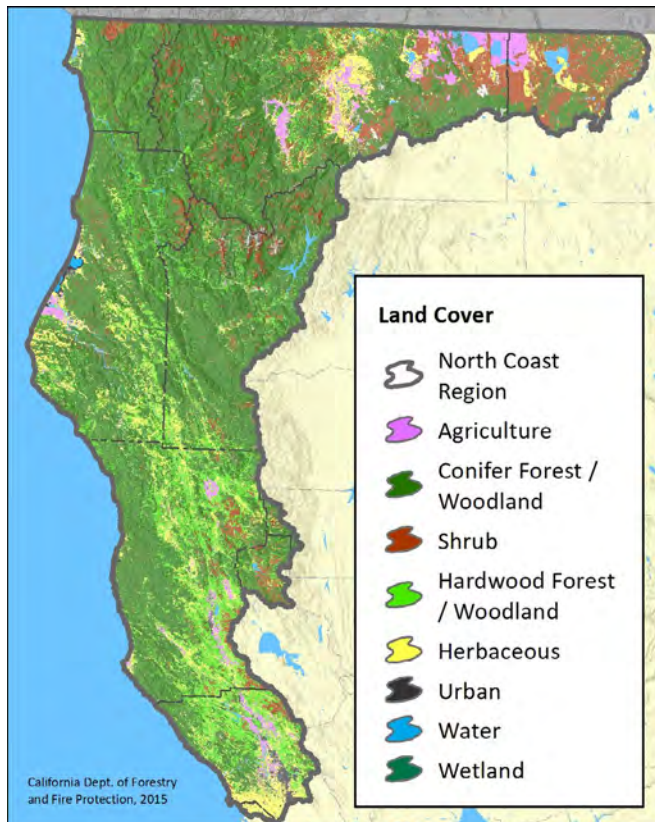 Land Cover
North Coast
Region
Agriculture
Conifer Forest /
Woodland
Shrub
Hardwood Forest
/ Woodland
Herbaceous
Urban
Water
Wetland
California Dept. of Forestry
and Fire Protection, 2015